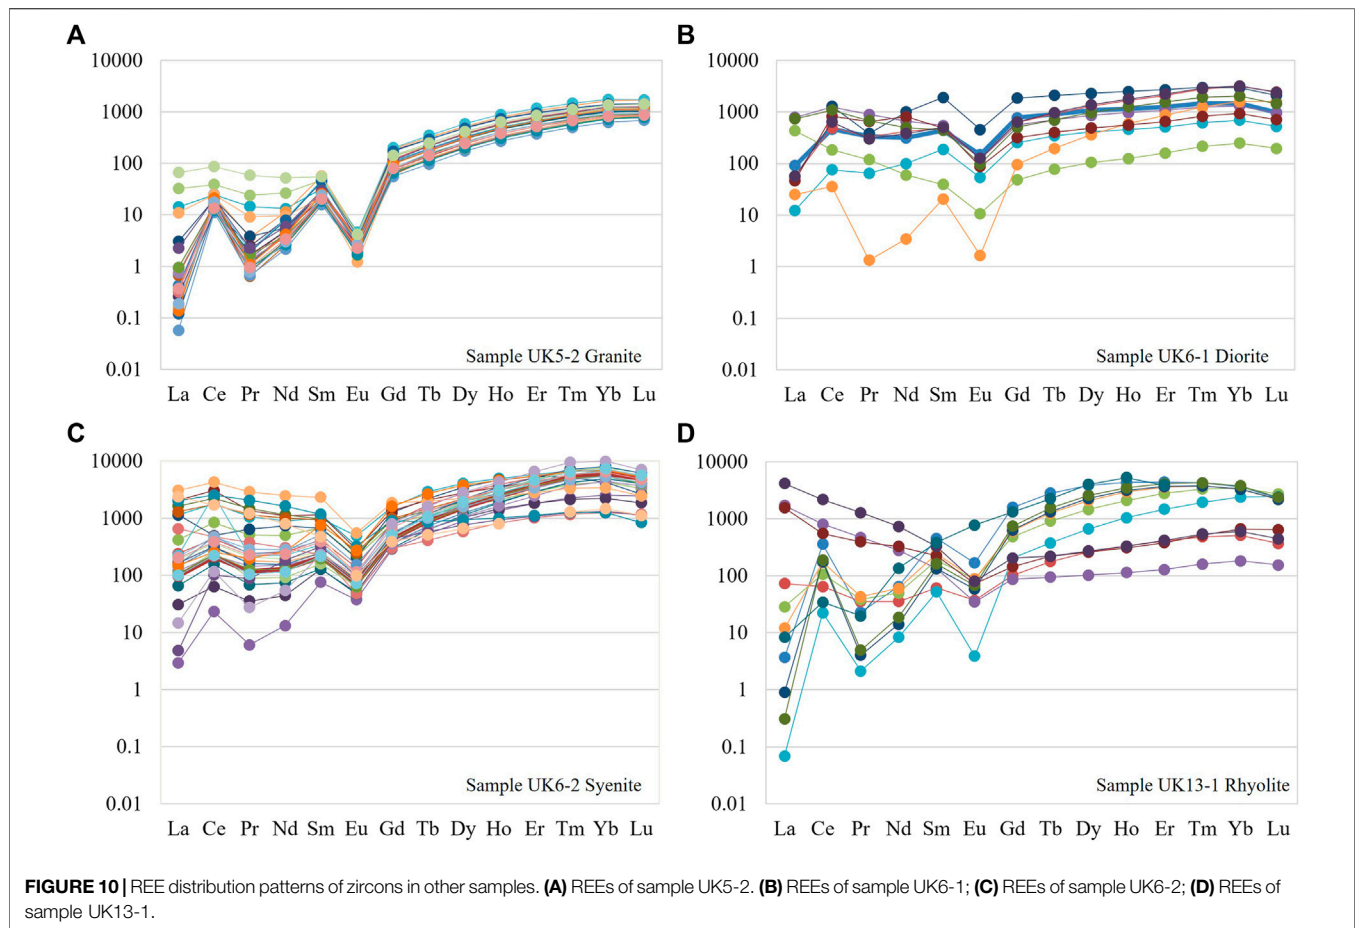 A
10000
1000
100
10
1
0.1
0.01
Sample UK5-2 Granite
La Ce Pr Nd Sm Eu Gd Tb Dy Ho Er Tm Yb Lu
B
10000
1000
100
10
1
0.1
0.01
Sample UK6-1 Diorite
La Ce Pr Nd Sm Eu Gd Tb Dy Ho Er Tm Yb Lu
C
10000
1000
100
10
1
0.1
0.01
Sample UK6-2 Syenite
La Ce Pr Nd Sm Eu Gd Tb Dy Ho Er Tm Yb Lu
D
10000
1000
100
10
1
0.1
0.01
Sample UK13-1 Rhyolite
La Ce Pr Nd Sm Eu Gd Tb Dy Ho Er Tm Yb Lu
FIGURE 10 | REE distribution patterns of zircons in other samples. (A) REEs of sample UK5-2. (B) REEs of sample UK6-1; (C) REEs of sample UK6-2; (D) REEs of
sample UK13-1.